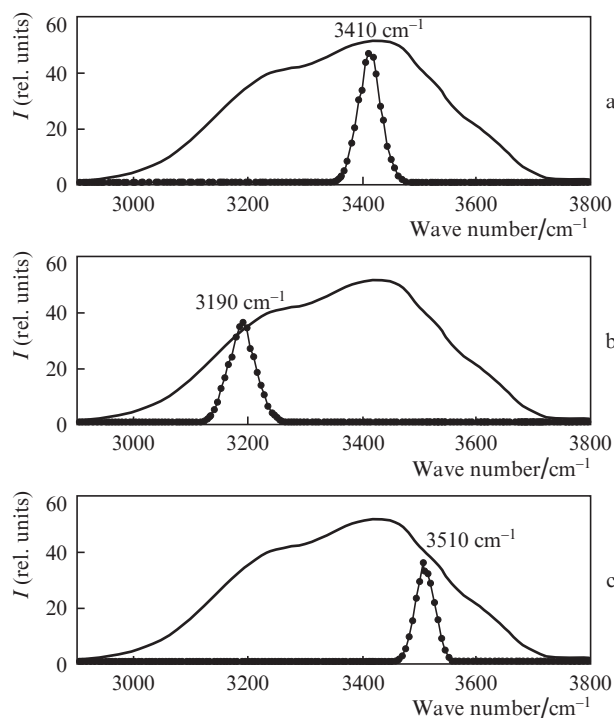 3410 cm⁻¹
I (rel. units)
60
40
20
0
3000 3200 3400 3600 3800
Wave number/cm⁻¹
a
3190 cm⁻¹
I (rel. units)
60
40
20
0
3000 3200 3400 3600 3800
Wave number/cm⁻¹
b
3510 cm⁻¹
I (rel. units)
60
40
20
0
3000 3200 3400 3600 3800
Wave number/cm⁻¹
c